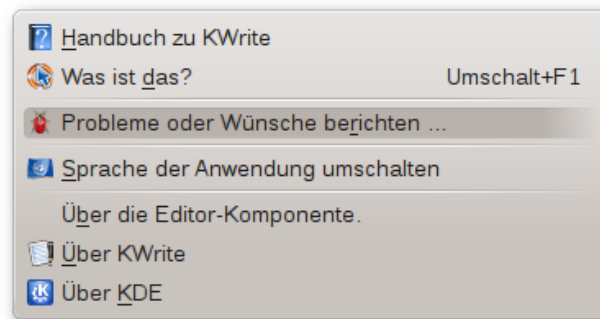 Handbuch zu KWrite
Was ist das? Umschalt+F1
Probleme oder Wünsche berichten ...
Sprache der Anwendung umschalten
Über die Editor-Komponente.
Über KWrite
Über KDE